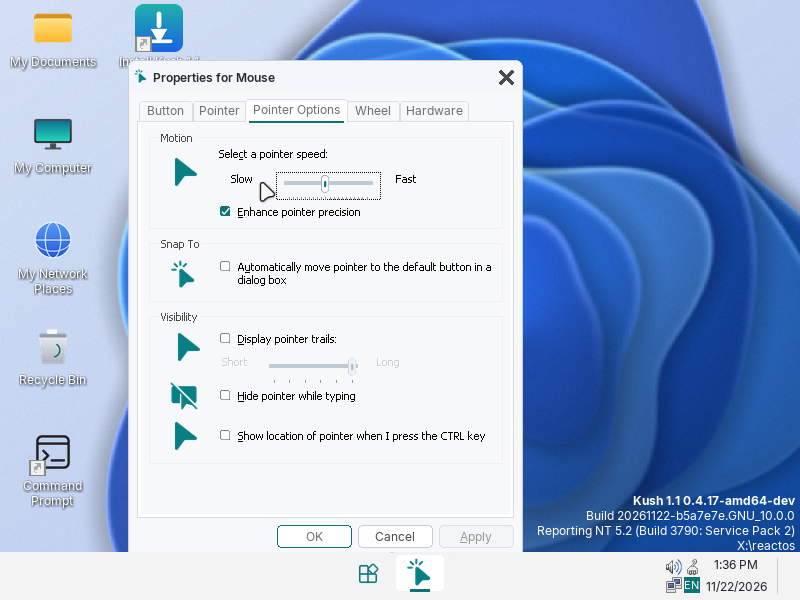 My Documents
My Computer
My Network
Places
Recycle Bin
Command
Prompt
Properties for Mouse
Button
Pointer
Pointer Options
Wheel
Hardware
Motion
Select a pointer speed:
Slow
Fast
Enhance pointer precision
Snap To
Automatically move pointer to the default button in a
dialog box
Visibility
Display pointer trails:
Short
Long
Hide pointer while typing
Show location of pointer when I press the CTRL key
OK
Cancel
Apply
Kush 1.1 0.4.17-amd64-dev
Build 20261122-b5a7e7e.GNU_10.0.0
Reporting NT 5.2 (Build 3790: Service Pack 2)
X:\reactos
1:36 PM
EN
11/22/2026